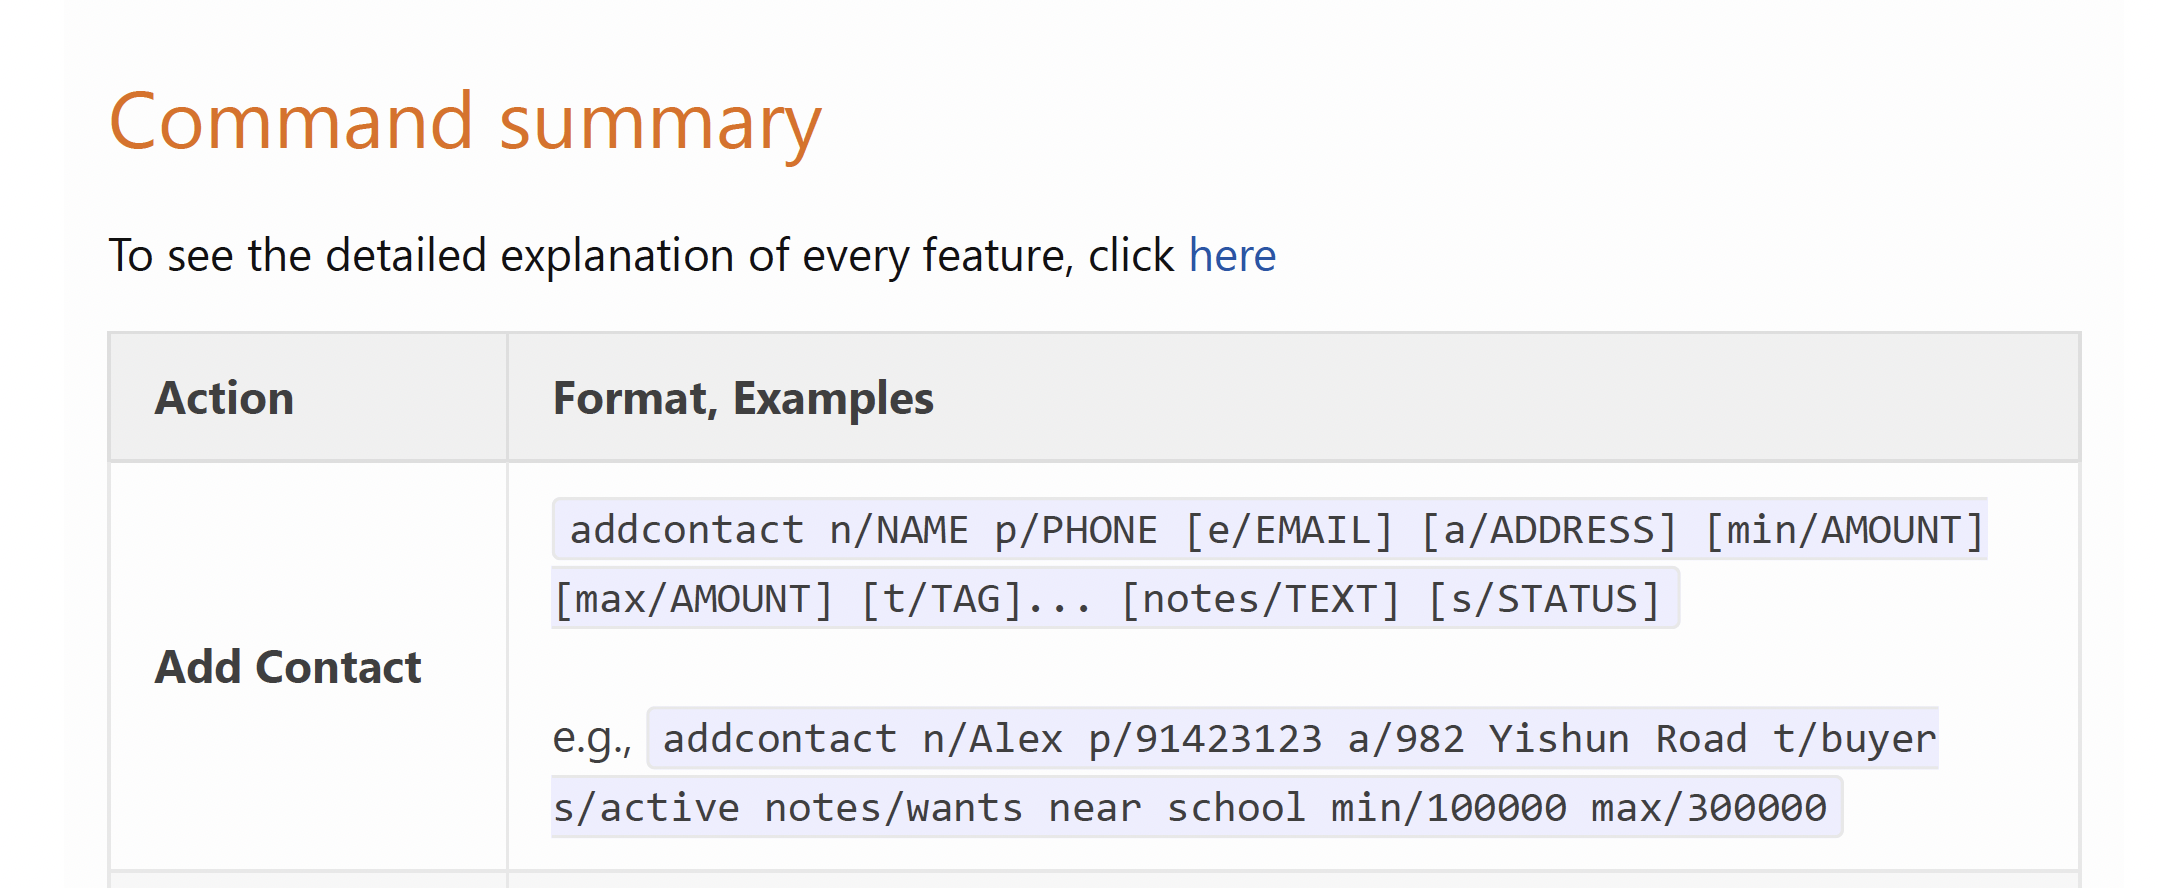 Command summary
To see the detailed explanation of every feature, click here
Action
Format, Examples
Add Contact
addcontact n/NAME p/PHONE [e/EMAIL] [a/ADDRESS] [min/AMOUNT]
[max/AMOUNT] [t/TAG]... [notes/TEXT] [s/STATUS]
e.g., addcontact n/Alex p/91423123 a/982 Yishun Road t/buyer
s/active notes/wants near school min/100000 max/300000